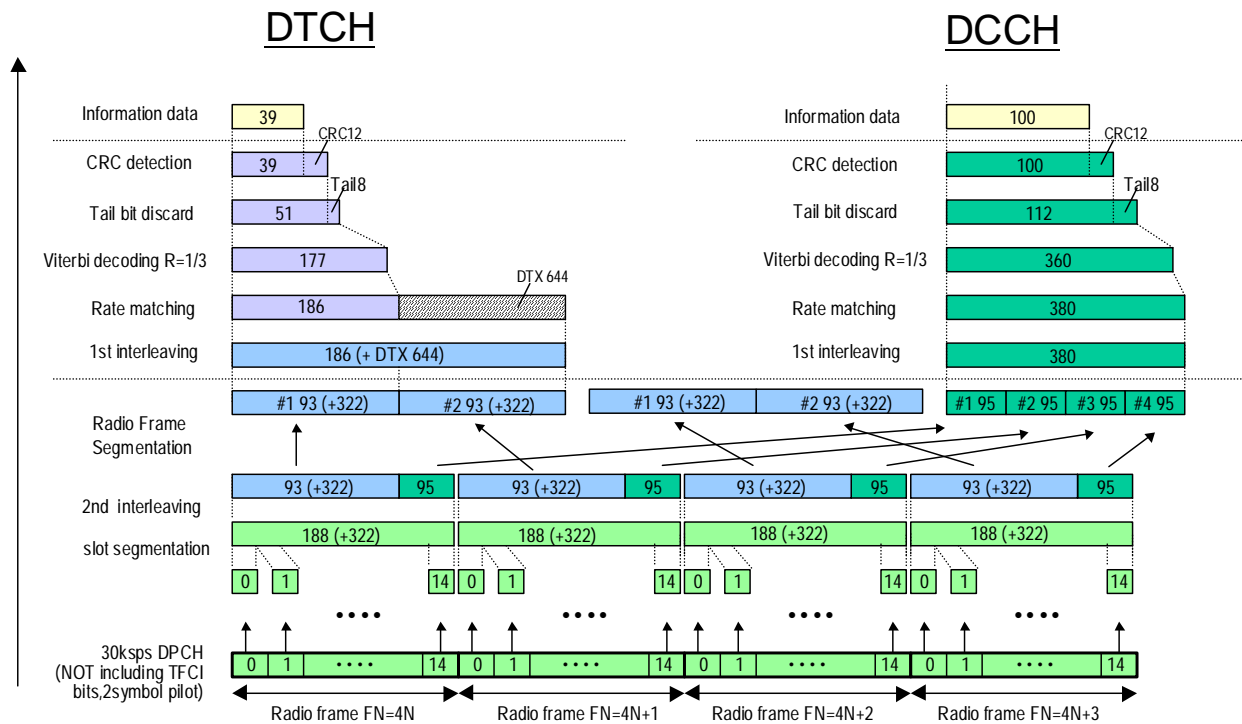 DTCH DCCH
Information data 39 Information data 100
CRC12 CRC12
CRC detection 39 CRC detection 100
Tail8 Tail8
Tail bit discard 51 Tail bit discard 112
Viterbi decoding R=1/3 177 Viterbi decoding R=1/3 360
DTX 644
Rate matching 186 Rate matching 380
1st interleaving 186 (+ DTX 644) 1st interleaving 380
#1 93 (+322) #2 93 (+322) #1 93 (+322) #2 93 (+322) #1 95 #2 95 #3 95 #4 95
Radio Frame
Segmentation
93 (+322) 95 93 (+322) 95 93 (+322) 95 93 (+322) 95
2nd interleaving
188 (+322) 188 (+322) 188 (+322) 188 (+322)
slot segmentation
0 1 14 0 1 14 0 1 14 0 1 14
•••• •••• •••• ••••
30ksps DPCH
(NOT including TFCI
bits,2symbol pilot)
0 1 •••• 14 0 1 •••• 14 0 1 •••• 14 0 1 •••• 14
Radio frame FN=4N Radio frame FN=4N+1 Radio frame FN=4N+2 Radio frame FN=4N+3